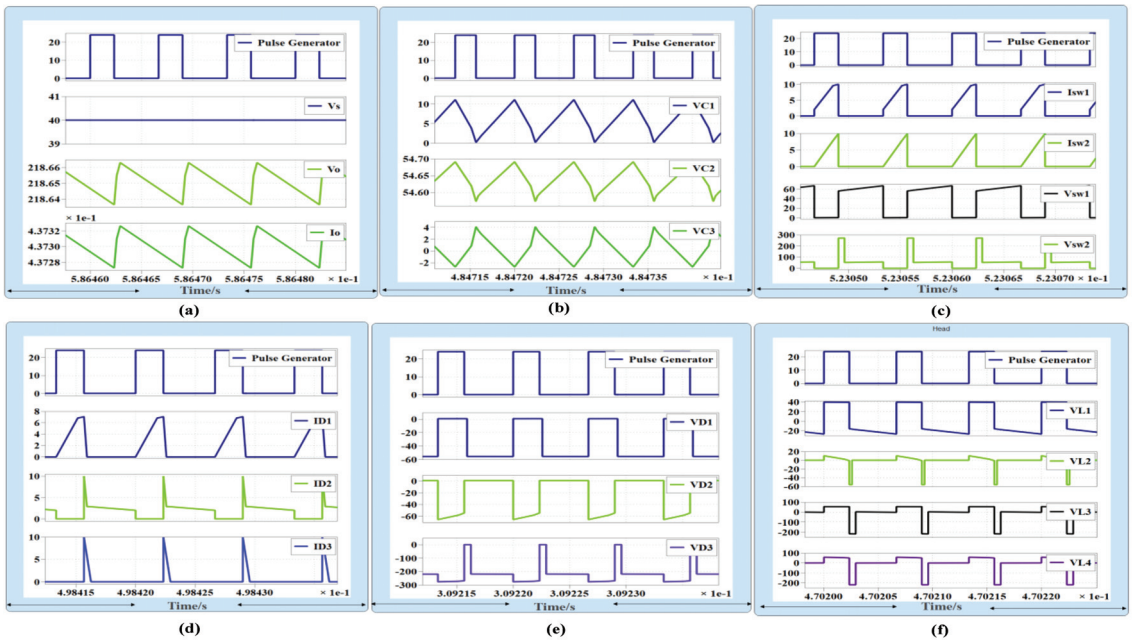 Pulse Generator
20
10
0
41
Vs
40
39
Vo
218.66
218.65
218.64
× 1e-1
Io
4.3732
4.3730
4.3728
5.86460 5.86465 5.86470 5.86475 5.86480 × 1e-1
Time/s
(a)
Pulse Generator
20
10
0
VC1
10
5
0
54.70
VC2
54.60
VC3
4
2
0
-2
4.84715 4.84720 4.84725 4.84730 4.84735 × 1e-1
Time/s
(b)
Pulse Generator
20
10
0
Isw1
10
5
0
Isw2
10
5
0
Vsw1
60
40
20
0
Vsw2
300
200
100
0
5.23050 5.23055 5.23060 5.23065 5.23070 × 1e-1
Time/s
(c)
Pulse Generator
20
10
0
8
ID1
6
4
2
0
ID2
10
5
0
ID3
10
5
0
4.98415 4.98420 4.98425 4.98430 × 1e-1
Time/s
(d)
Pulse Generator
20
10
0
VD1
0
-20
-40
-60
VD2
0
-20
-40
-60
VD3
0
-100
-200
-300
3.09215 3.09220 3.09225 3.09230 × 1e-1
Time/s
(e)
Head
Pulse Generator
20
10
0
40
VL1
20
0
-20
20
VL2
0
-20
-40
-60
100
VL3
0
-100
-200
100
VL4
0
-100
-200
4.70200 4.70205 4.70210 4.70215 4.70220 × 1e-1
Time/s
(f)